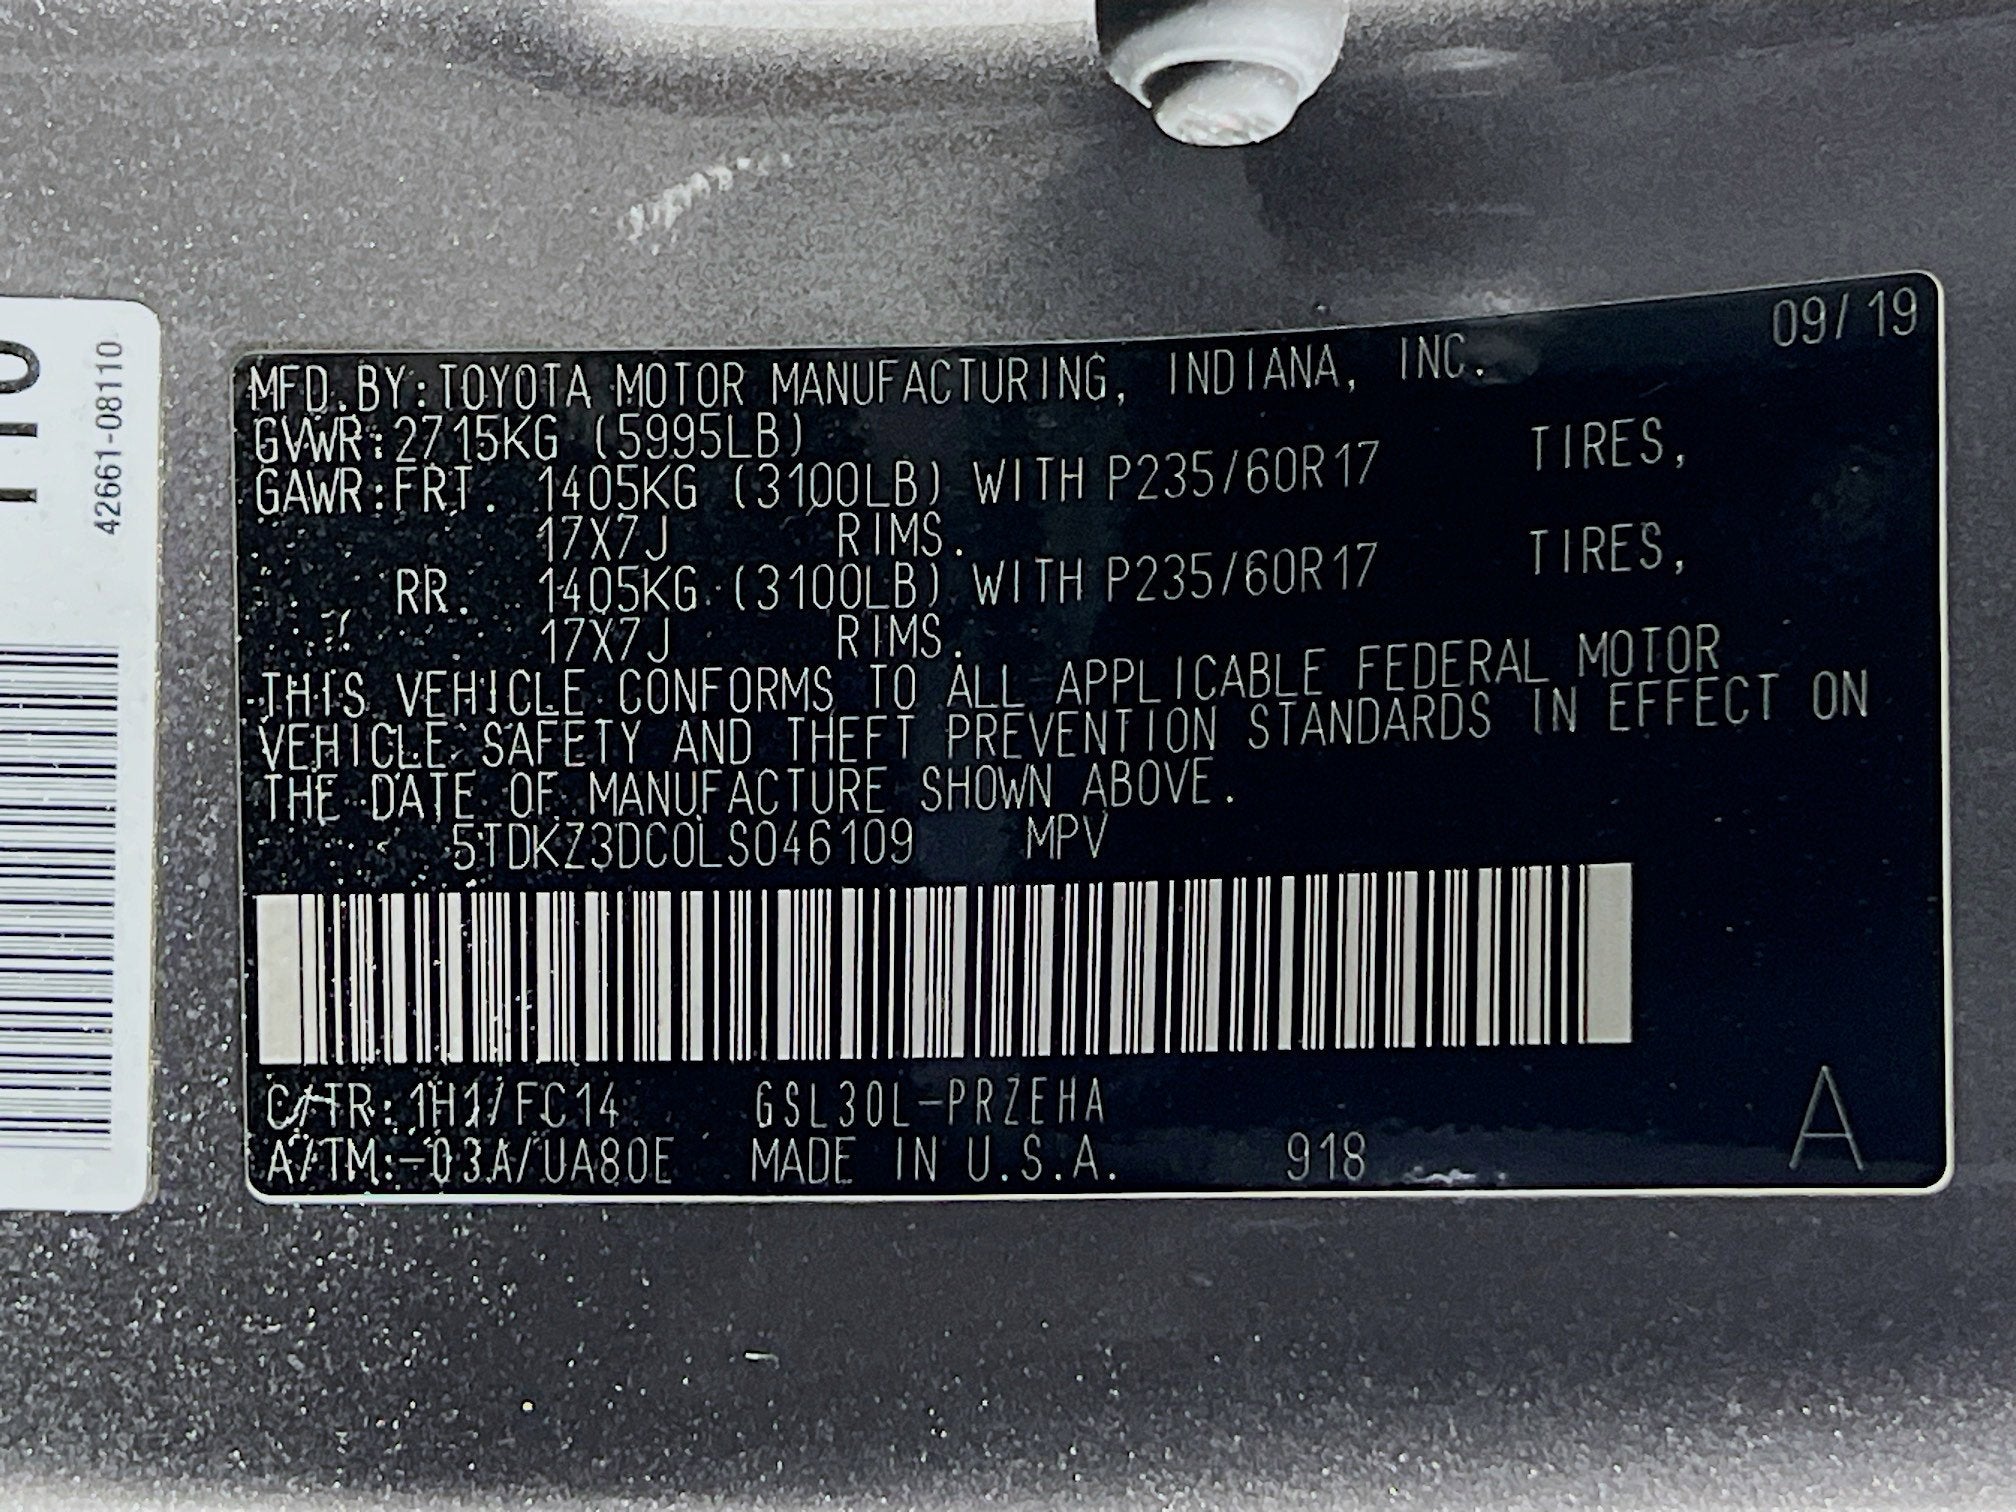 09/19
MFD.BY:TOYOTA MOTOR MANUFACTURING, INDIANA, INC.
GVWR:2715KG (5995LB)
GAWR:FRT. 1405KG (3100LB) WITH P235/60R17 TIRES,
17X7J RIMS.
RR. 1405KG (3100LB) WITH P235/60R17 TIRES,
17X7J RIMS.
THIS VEHICLE CONFORMS TO ALL APPLICABLE FEDERAL MOTOR
VEHICLE SAFETY AND THEFT PREVENTION STANDARDS IN EFFECT ON
THE DATE OF MANUFACTURE SHOWN ABOVE.
5TDKZ3DC0LS046109 MPV
C/TR:1H1/FC14 GSL30L-PRZEHA
A/TM:-03A/UA80E MADE IN U.S.A. 918 A
42661-08110